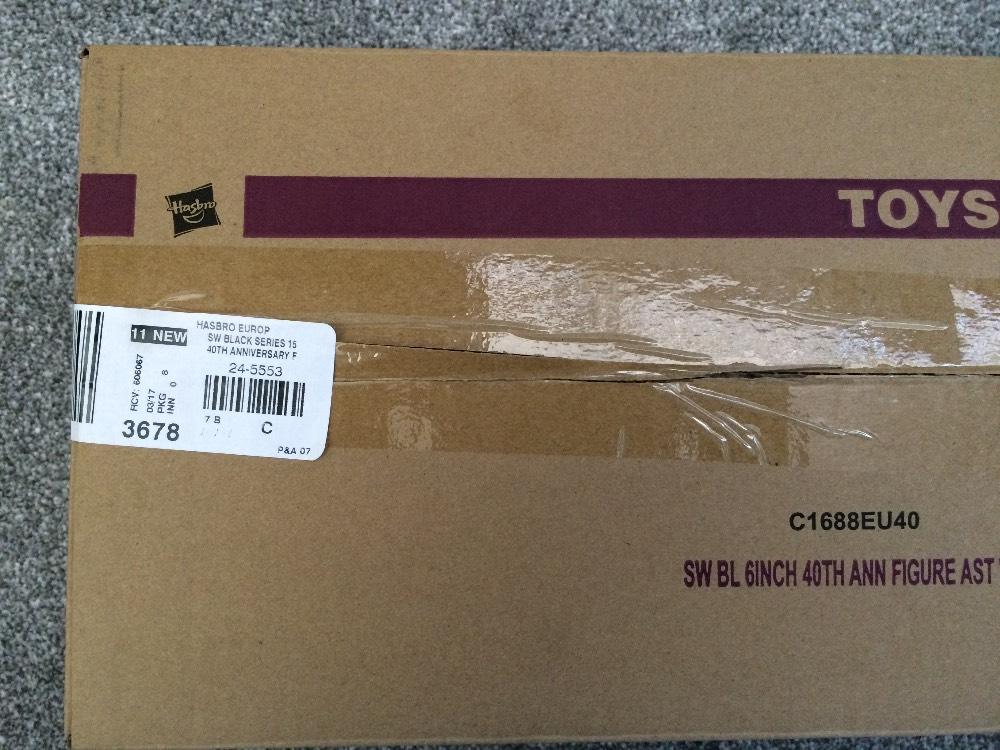 Hasbro
TOYS
11 NEW
HASBRO EUROP
SW BLACK SERIES 15
40TH ANNIVERSARY F
24-5553
RCV: 606067
03/17
PKG
INN 0 8
3678
7 B
C
P&A 07
C1688EU40
SW BL 6INCH 40TH ANN FIGURE AST